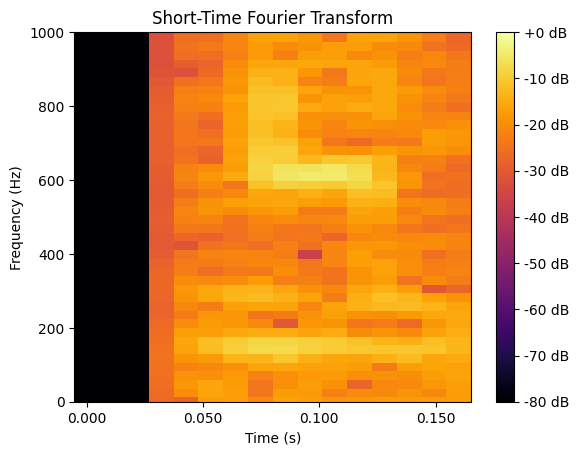 Short-Time Fourier Transform
1000
800
600
400
200
0
Frequency (Hz)
0.000
0.050
0.100
0.150
Time (s)
+0 dB
-10 dB
-20 dB
-30 dB
-40 dB
-50 dB
-60 dB
-70 dB
-80 dB